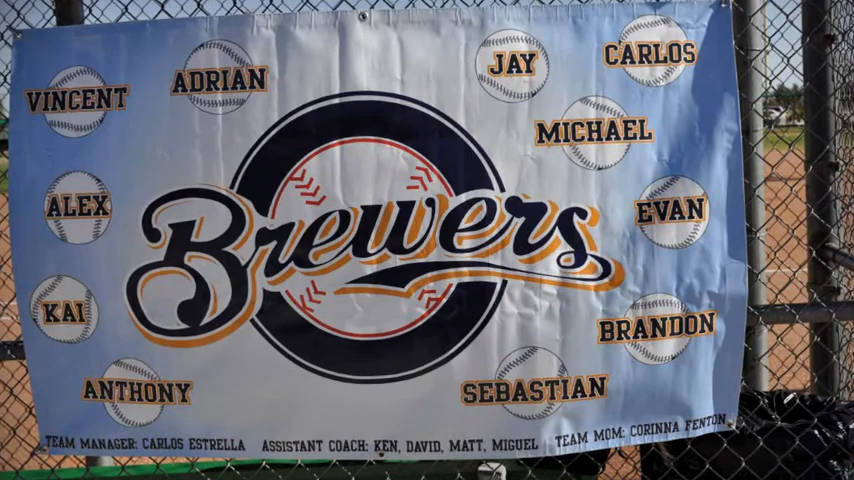 VINCENT
ADRIAN
JAY
CARLOS
MICHAEL
ALEX
EVAN
Brewers
KAI
BRANDON
ANTHONY
SEBASTIAN
TEAM MANAGER: CARLOS ESTRELLA ASSISTANT COACH: KEN, DAVID, MATT, MIGUEL TEAM MOM: CORINNA FENTON